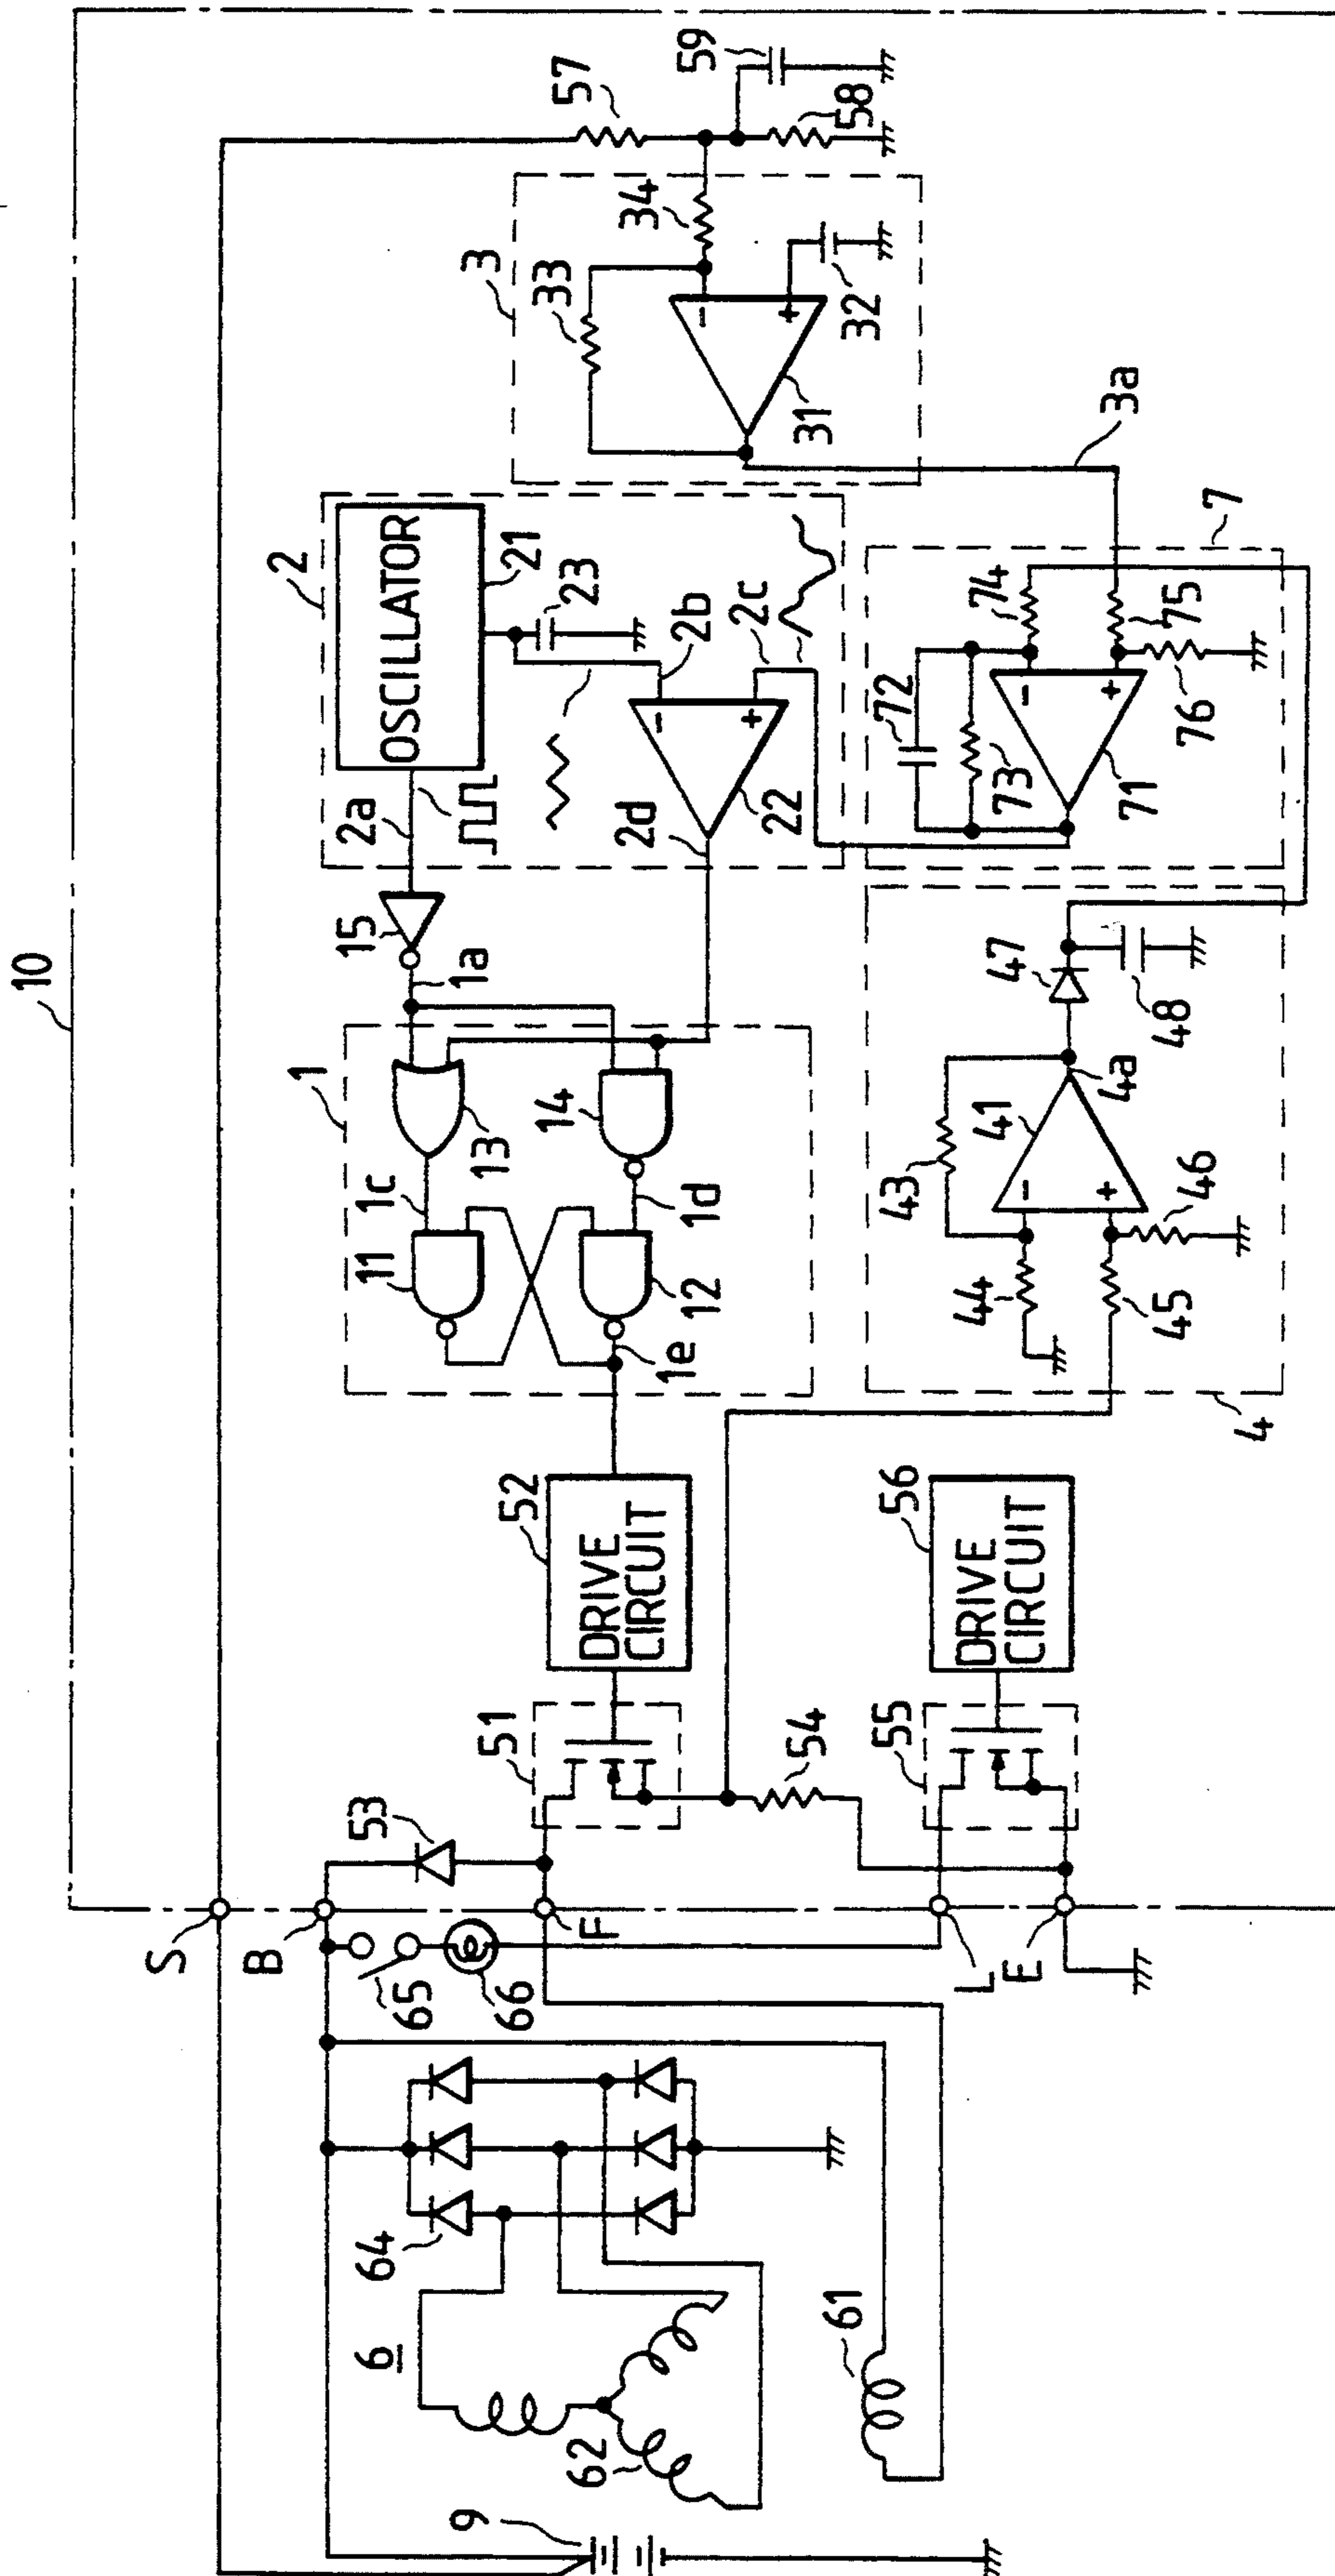 10
S
B
65
66
F
L
E
53
51
54
55
52
DRIVE
CIRCUIT
56
DRIVE
CIRCUIT
1
11
1c
13
12
1d
14
1e
15
1a
2a
2
OSCILLATOR
21
23
2b
2c
2d
22
3
33
34
31
32
57
58
59
3a
7
72
73
74
75
76
71
-
+
-
+
-
+
4
43
41
44
45
46
4a
47
48
-
+
6
64
62
61
9